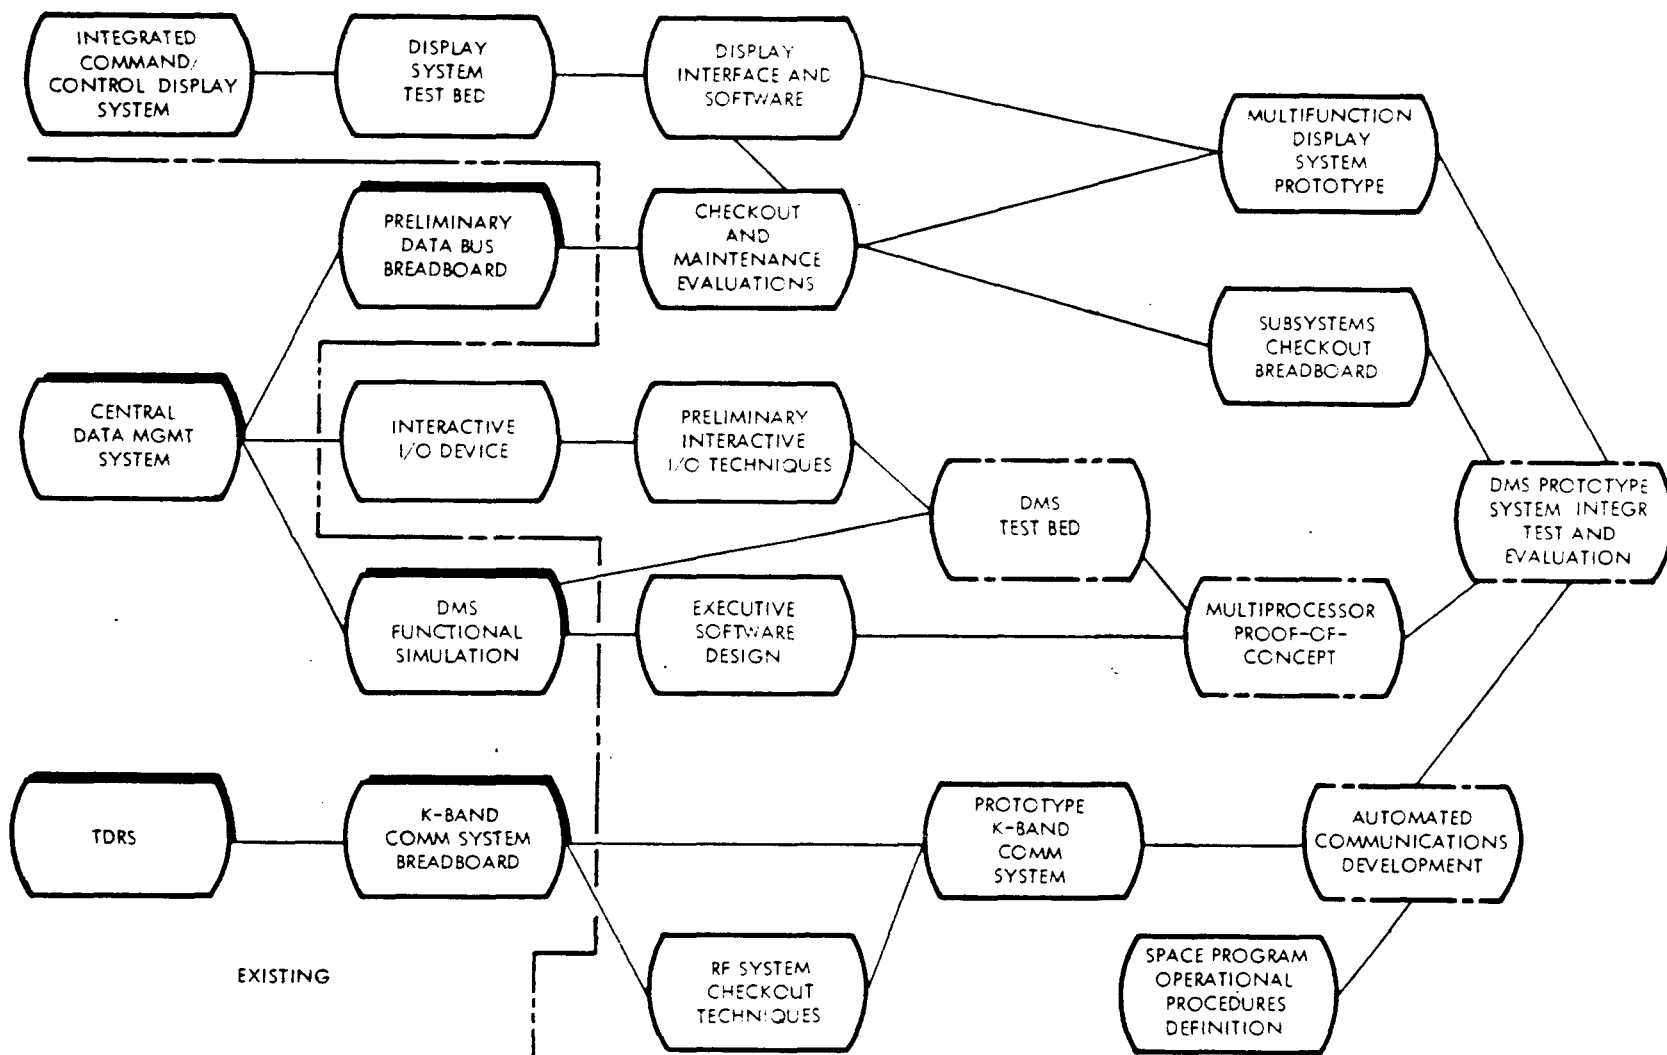 INTEGRATED
COMMAND/
CONTROL DISPLAY
SYSTEM
DISPLAY
SYSTEM
TEST BED
DISPLAY
INTERFACE AND
SOFTWARE
MULTIFUNCTION
DISPLAY
SYSTEM
PROTOTYPE
PRELIMINARY
DATA BUS
BREADBOARD
CHECKOUT
AND
MAINTENANCE
EVALUATIONS
SUBSYSTEMS
CHECKOUT
BREADBOARD
CENTRAL
DATA MGMT
SYSTEM
INTERACTIVE
I/O DEVICE
PRELIMINARY
INTERACTIVE
I/O TECHNIQUES
DMS
TEST BED
DMS PROTOTYPE
SYSTEM INTEGR
TEST AND
EVALUATION
DMS
FUNCTIONAL
SIMULATION
EXECUTIVE
SOFTWARE
DESIGN
MULTIPROCESSOR
PROOF-OF-
CONCEPT
TDRS
K-BAND
COMM SYSTEM
BREADBOARD
PROTOTYPE
K-BAND
COMM
SYSTEM
AUTOMATED
COMMUNICATIONS
DEVELOPMENT
EXISTING
RF SYSTEM
CHECKOUT
TECHNIQUES
SPACE PROGRAM
OPERATIONAL
PROCEDURES
DEFINITION